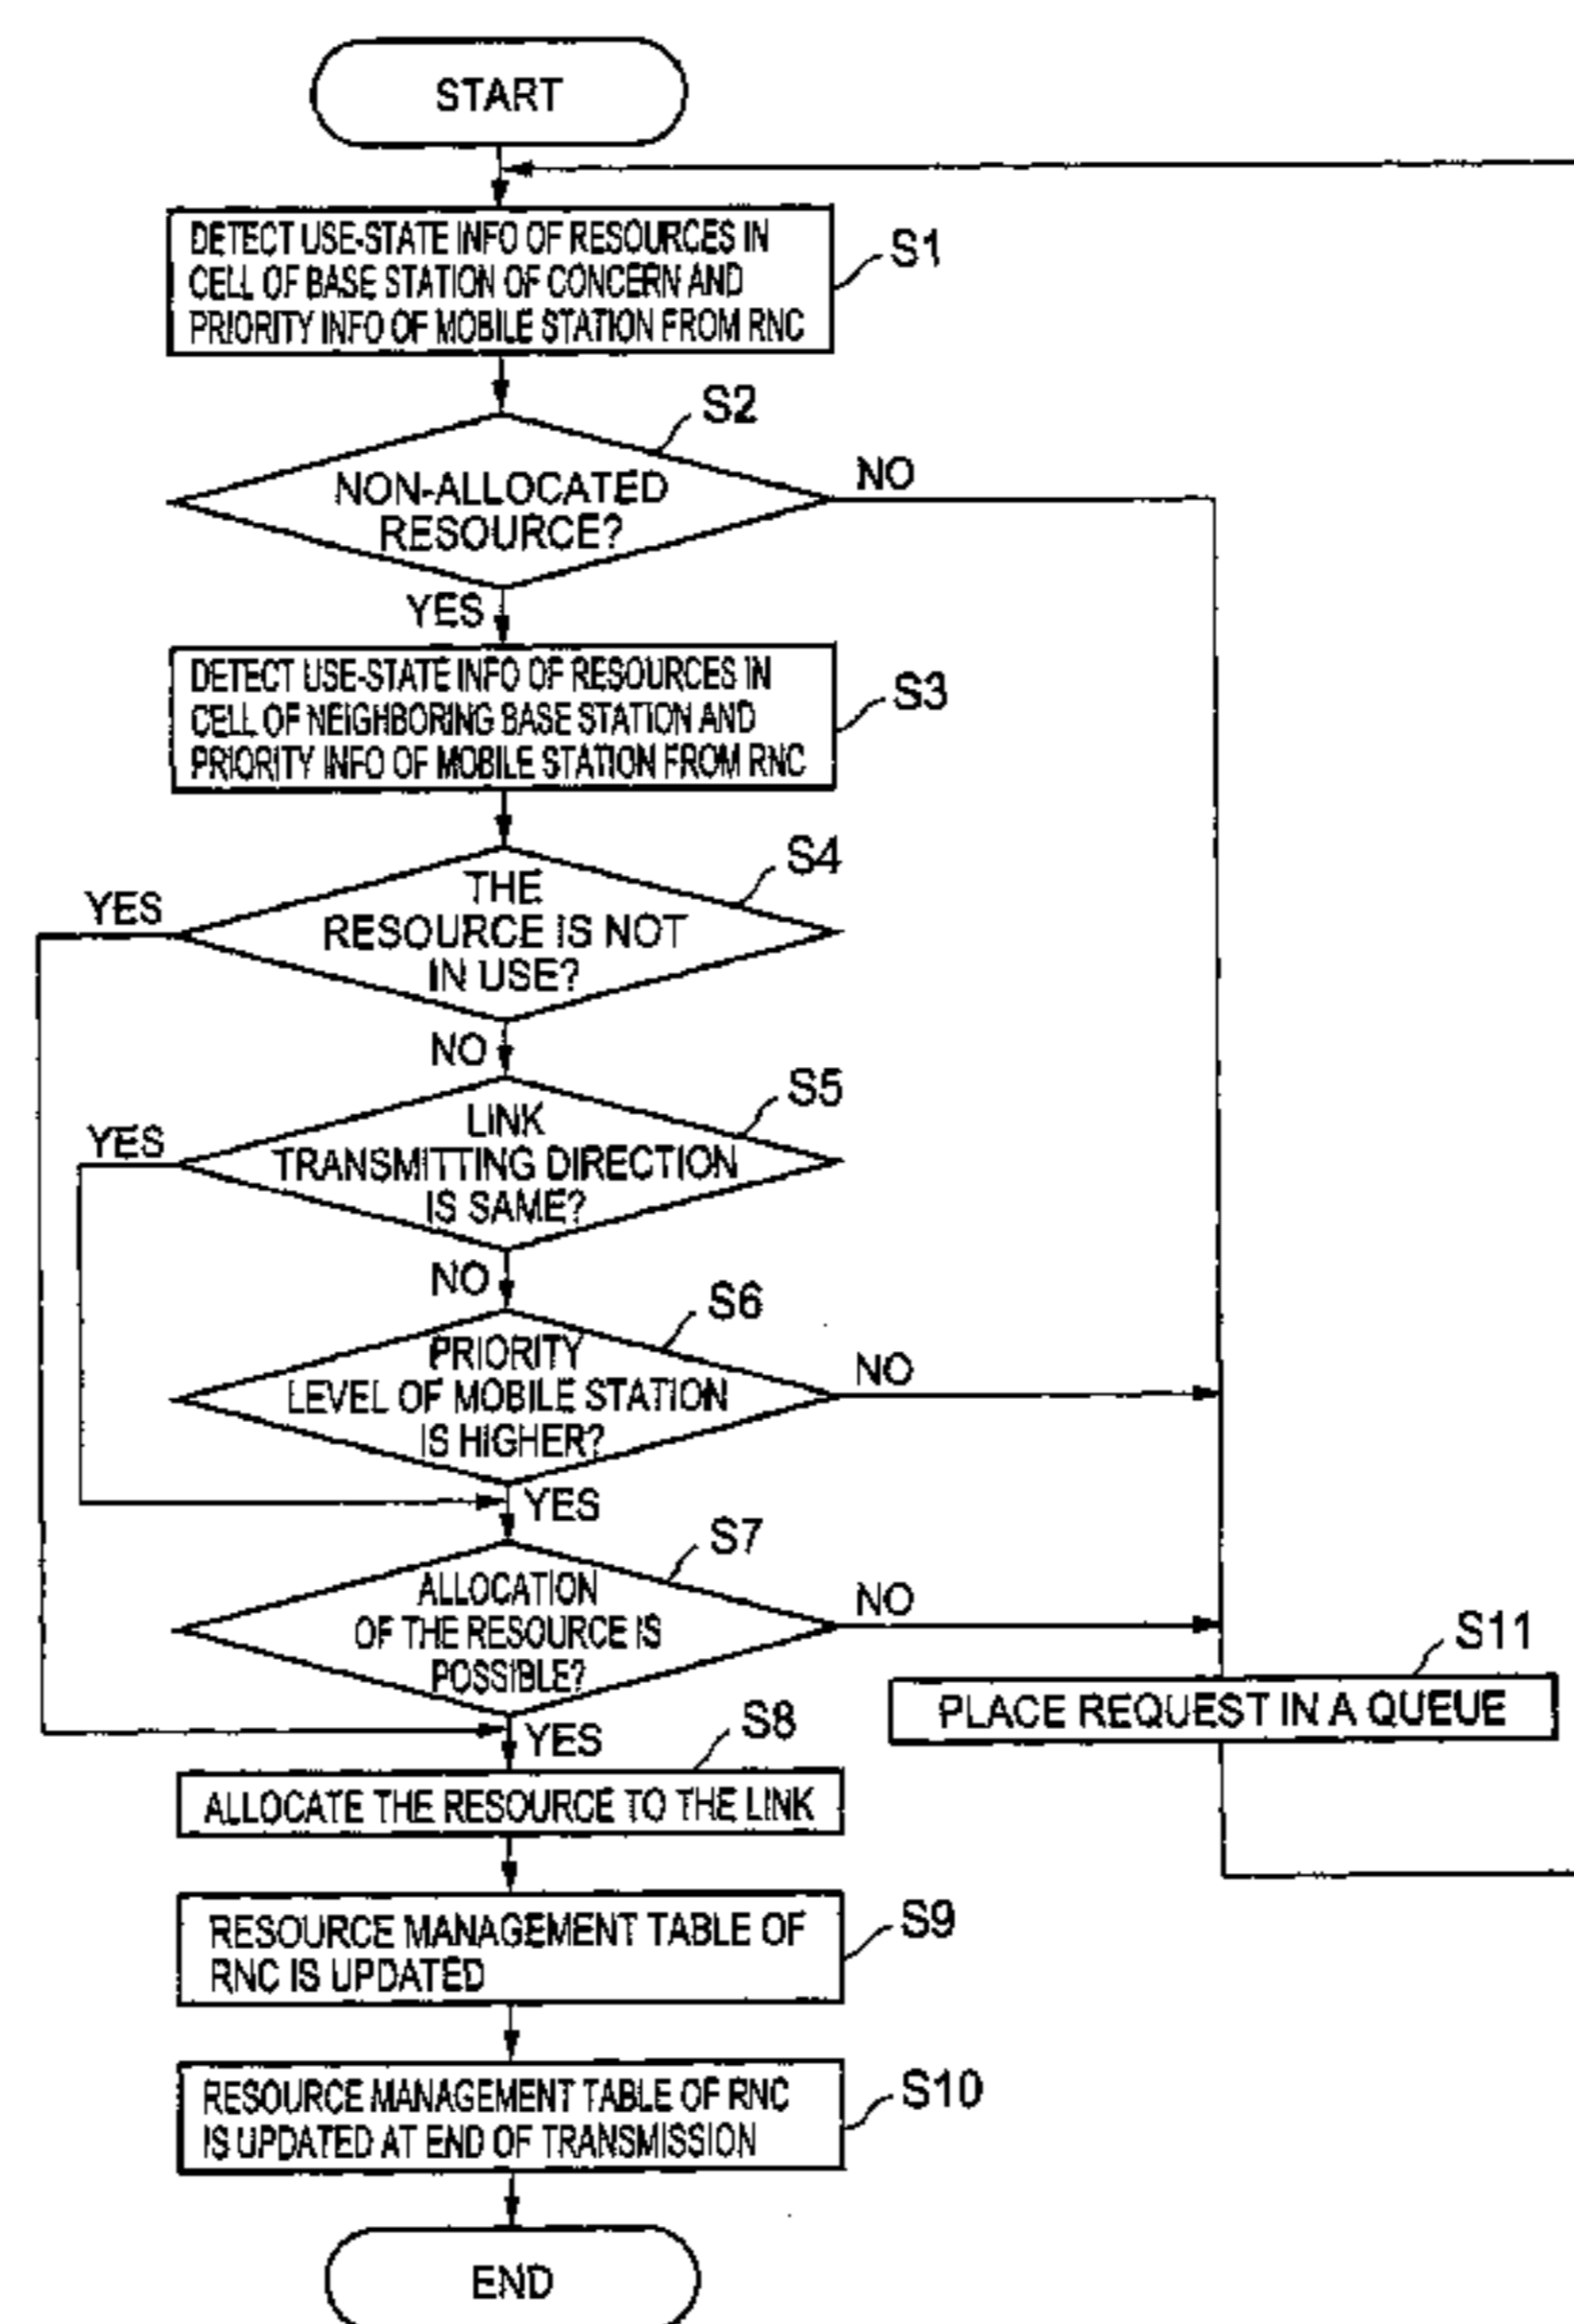 START
DETECT USE-STATE INFO OF RESOURCES IN
CELL OF BASE STATION OF CONCERN AND
PRIORITY INFO OF MOBILE STATION FROM RNC
S1
S2
NON-ALLOCATED
RESOURCE?
NO
YES
DETECT USE-STATE INFO OF RESOURCES IN
CELL OF NEIGHBORING BASE STATION AND
PRIORITY INFO OF MOBILE STATION FROM RNC
S3
S4
YES
THE
RESOURCE IS NOT
IN USE?
NO
S5
YES
LINK
TRANSMITTING DIRECTION
IS SAME?
NO
S6
PRIORITY
LEVEL OF MOBILE STATION
IS HIGHER?
NO
YES
S7
ALLOCATION
OF THE RESOURCE IS
POSSIBLE?
NO
S11
PLACE REQUEST IN A QUEUE
YES
S8
ALLOCATE THE RESOURCE TO THE LINK
RESOURCE MANAGEMENT TABLE OF
RNC IS UPDATED
S9
RESOURCE MANAGEMENT TABLE OF RNC
IS UPDATED AT END OF TRANSMISSION
S10
END